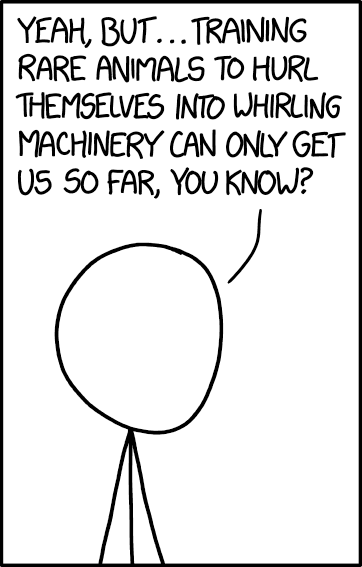 YEAH, BUT...TRAINING
RARE ANIMALS TO HURL
THEMSELVES INTO WHIRLING
MACHINERY CAN ONLY GET
US SO FAR, YOU KNOW?